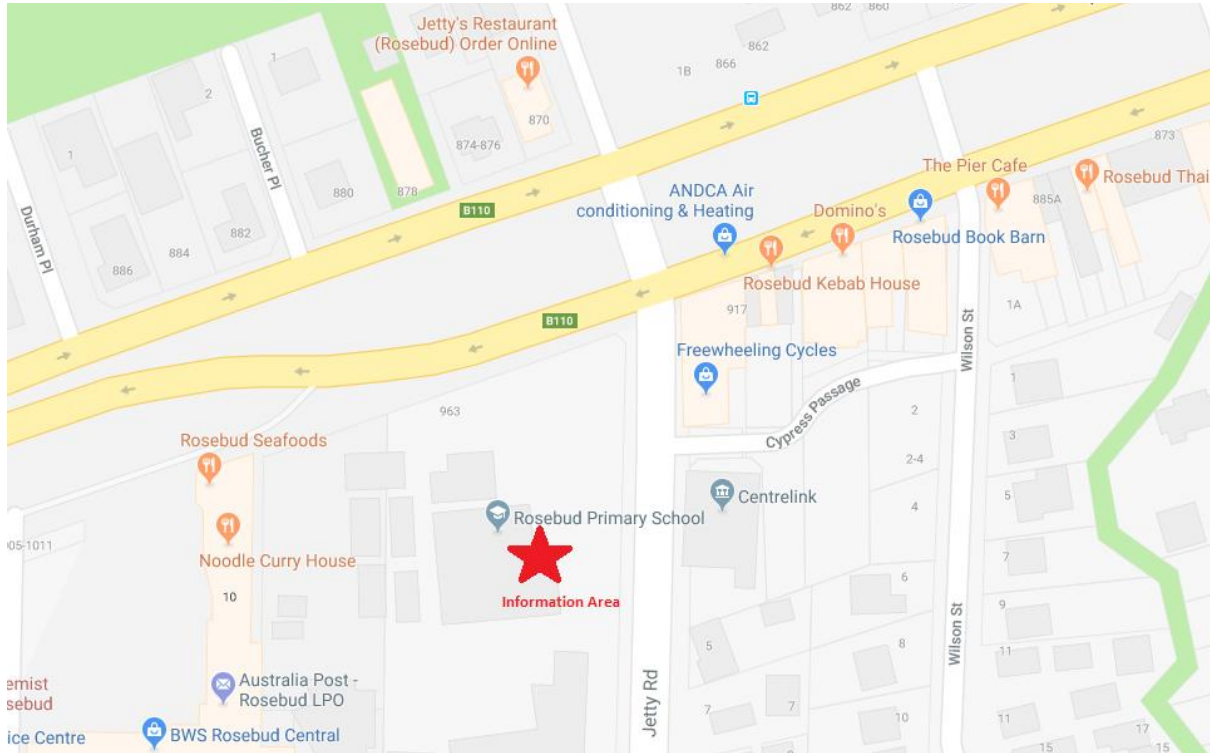 862
860
Jetty's Restaurant
(Rosebud) Order Online
862
1
1B
866
2
870
1
Bucher Pl
874-876
873
The Pier Cafe
Rosebud Thai
880
878
ANDCA Air
conditioning & Heating
885A
B110
Domino's
Durham Pl
882
884
Rosebud Book Barn
886
Rosebud Kebab House
917
1A
B110
Freewheeling Cycles
Wilson St
1
963
Cypress Passage
2
Rosebud Seafoods
3
2-4
Centrelink
5
4
Rosebud Primary School
05-1011
Noodle Curry House
7
10
Information Area
6
9
8
5
Wilson St
11
emist
sebud
Australia Post -
Rosebud LPO
Jetty Rd
7
7
10
11
17
15
15
ice Centre
BWS Rosebud Central